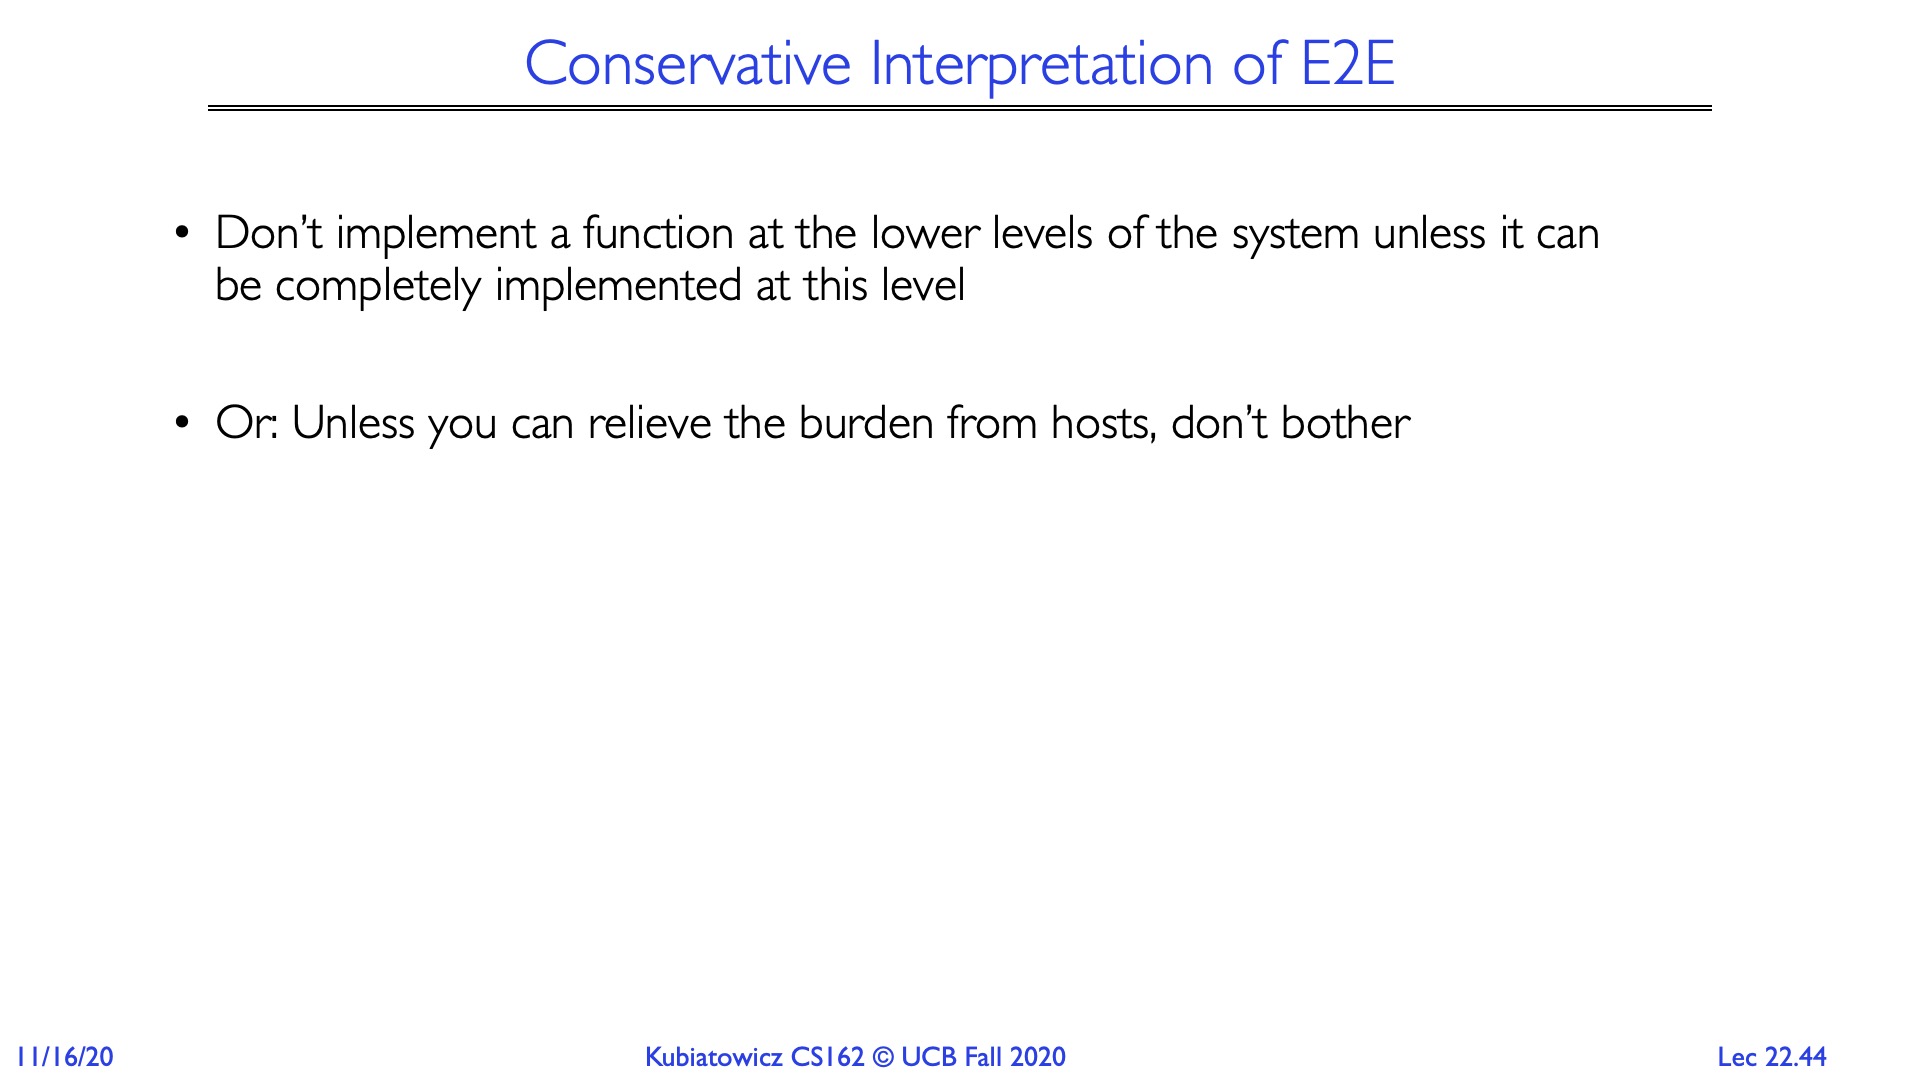 Conservative Interpretation of E2E
• Don’t implement a function at the lower levels of the system unless it can
be completely implemented at this level
• Or: Unless you can relieve the burden from hosts, don’t bother
11/16/20
Kubiatowicz CS162 © UCB Fall 2020
Lec 22.44